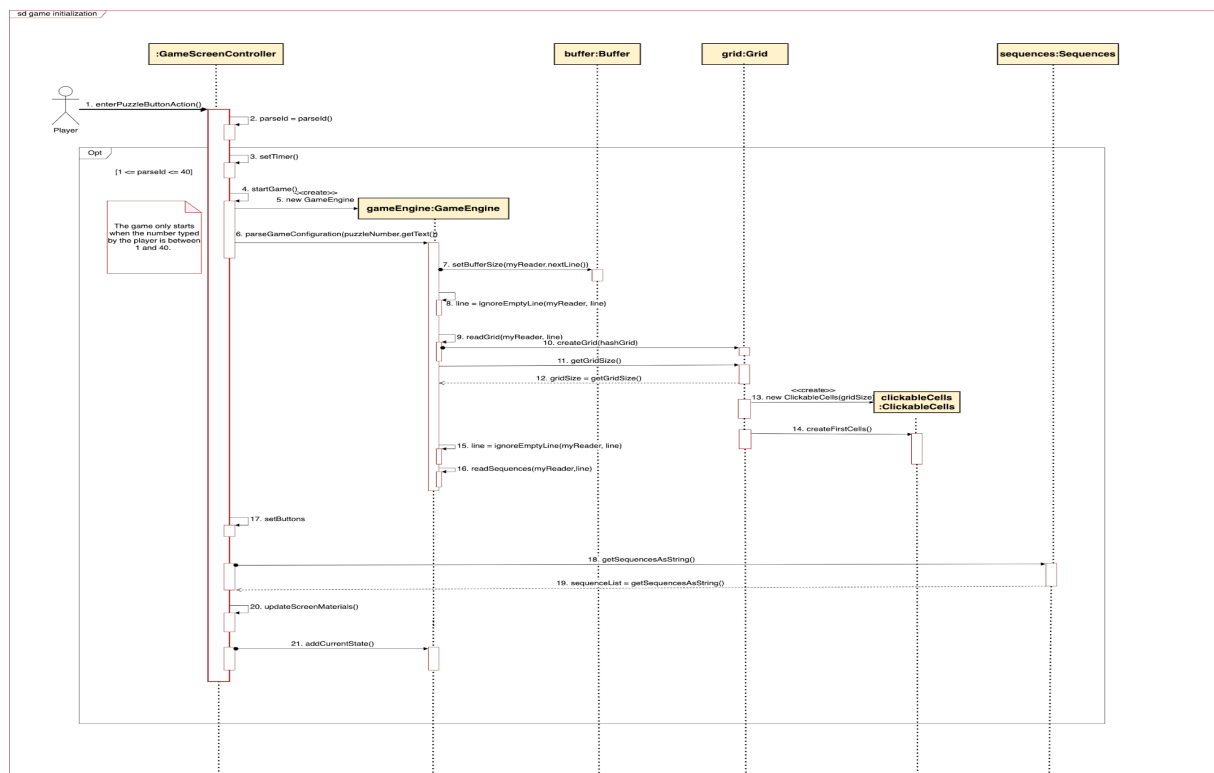 sd game initialization
:GameScreenController
buffer:Buffer
grid:Grid
sequences:Sequences
Player
1. enterPuzzleButtonAction()
2. parseId = parseId()
Opt
[1 <= parseId <= 40]
3. setTimer()
4. startGame()
<<create>>
5. new GameEngine
gameEngine:GameEngine
The game only starts
when the number typed
by the player is between
1 and 40.
6. parseGameConfiguration(puzzleNumber.getText())
7. setBufferSize(myReader.nextLine())
8. line = ignoreEmptyLine(myReader, line)
9. readGrid(myReader, line)
10. createGrid(hashGrid)
11. getGridSize()
12. gridSize = getGridSize()
<<create>>
13. new ClickableCells(gridSize)
clickableCells
:ClickableCells
14. createFirstCells()
15. line = ignoreEmptyLine(myReader, line)
16. readSequences(myReader,line)
17. setButtons
18. getSequencesAsString()
19. sequenceList = getSequencesAsString()
20. updateScreenMaterials()
21. addCurrentState()